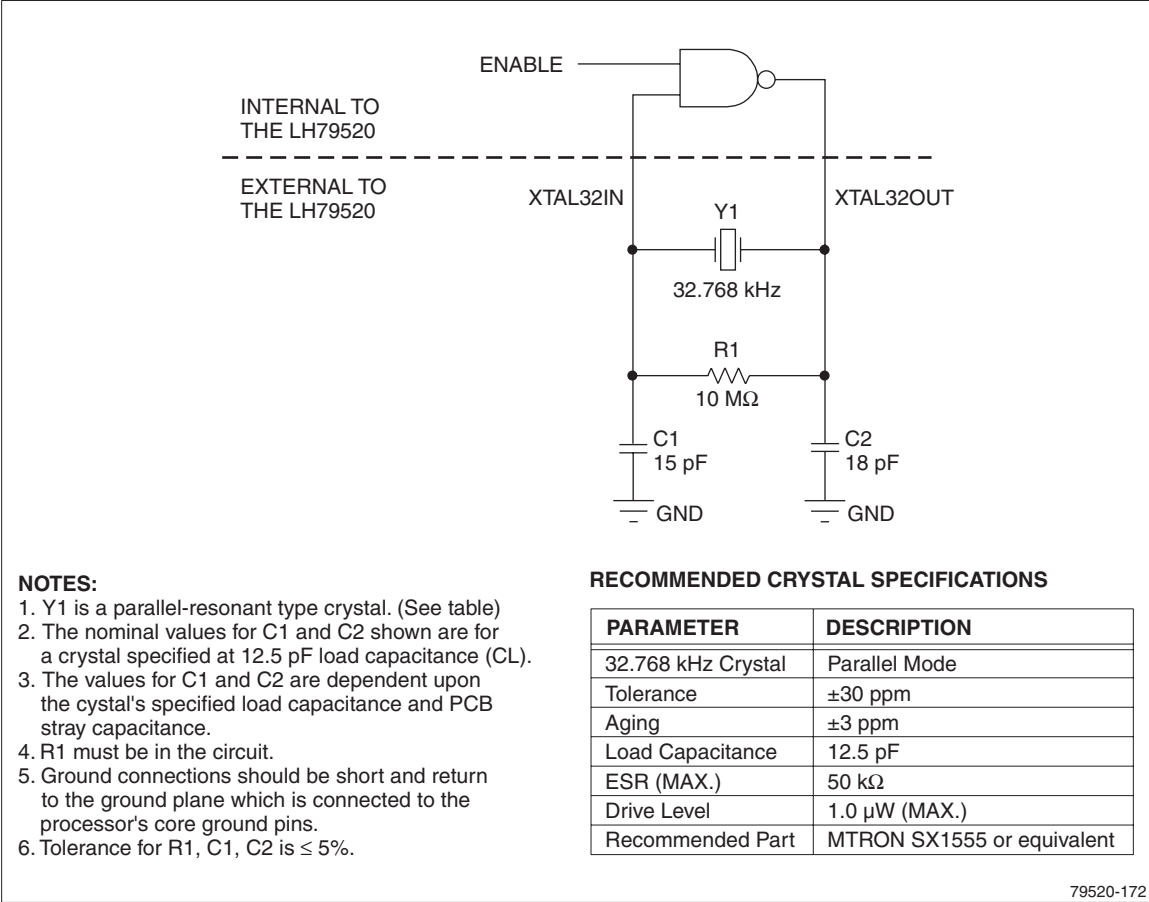 ENABLE
INTERNAL TO
THE LH79520
EXTERNAL TO
THE LH79520
XTAL32IN
XTAL32OUT
Y1
32.768 kHz
R1
10 MΩ
C1
15 pF
C2
18 pF
GND
GND
NOTES:
1. Y1 is a parallel-resonant type crystal. (See table)
2. The nominal values for C1 and C2 shown are for
a crystal specified at 12.5 pF load capacitance (CL).
3. The values for C1 and C2 are dependent upon
the cystal's specified load capacitance and PCB
stray capacitance.
4. R1 must be in the circuit.
5. Ground connections should be short and return
to the ground plane which is connected to the
processor's core ground pins.
6. Tolerance for R1, C1, C2 is ≤ 5%.
RECOMMENDED CRYSTAL SPECIFICATIONS
PARAMETER DESCRIPTION
32.768 kHz Crystal Parallel Mode
Tolerance ±30 ppm
Aging ±3 ppm
Load Capacitance 12.5 pF
ESR (MAX.) 50 kΩ
Drive Level 1.0 µW (MAX.)
Recommended Part MTRON SX1555 or equivalent
79520-172